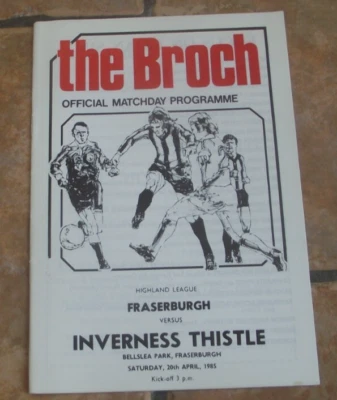 the Broch
OFFICIAL MATCHDAY PROGRAMME
HIGHLAND LEAGUE
FRASERBURGH
VERSUS
INVERNESS THISTLE
BELLSLEA PARK, FRASERBURGH
SATURDAY, 20th APRIL, 1985
Kick-off 3 p.m